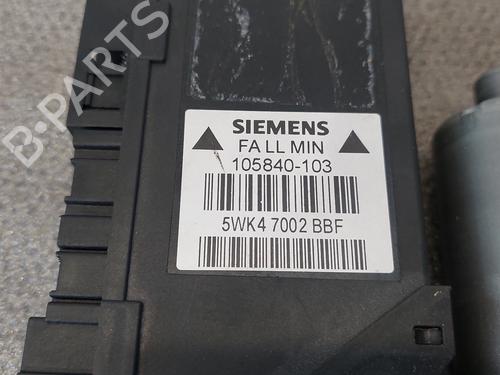 B-PARTS
SIEMENS
FA LL MIN
105840-103
5WK4 7002 BBF